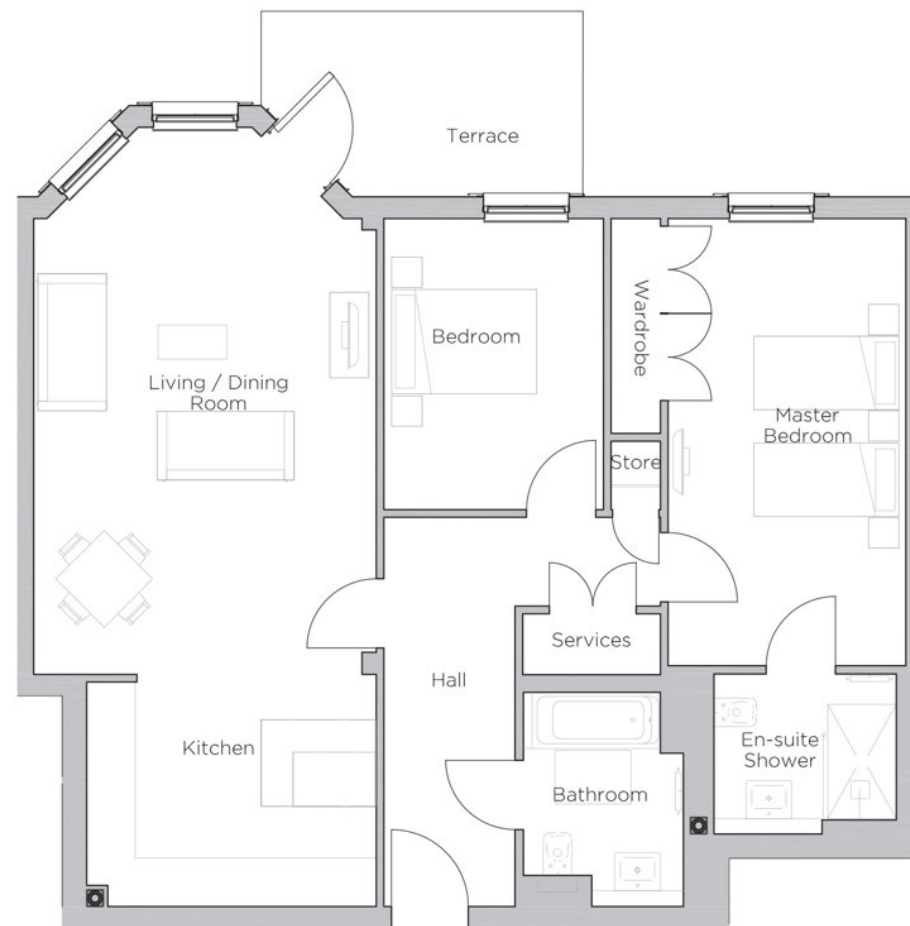 Terrace
Living / Dining
Room
Bedroom
Wardrobe
Master
Bedroom
Store
Services
Hall
Kitchen
Bathroom
En-suite
Shower